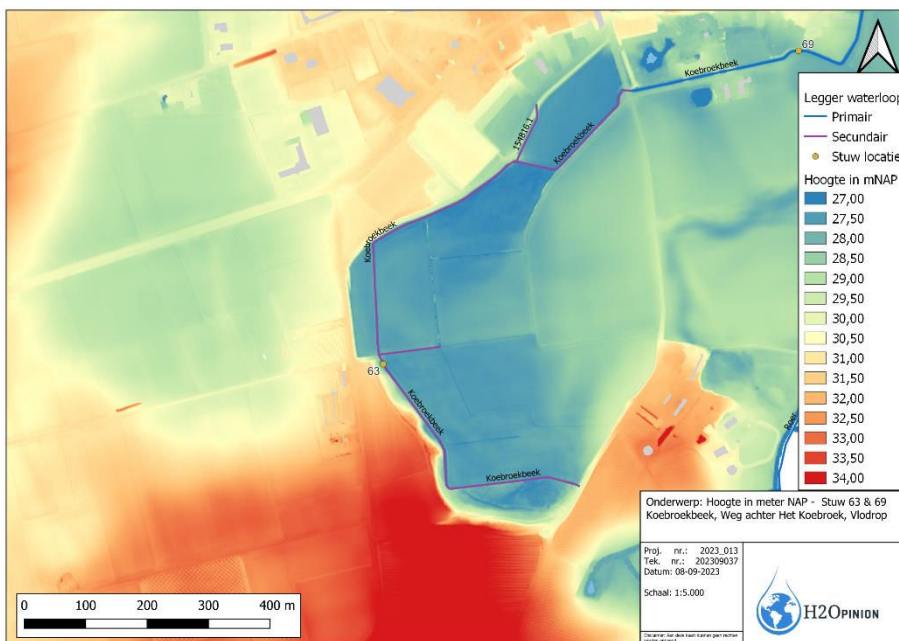 69
Koebroekbeek
154816.1
Koebroekbeek
Koebroekbeek
63
Koebroekbeek
Koebroekbeek
Roer
Legger waterloop
Primair
Secundair
Stuw locatie
Hoogte in mNAP
27,00
27,50
28,00
28,50
29,00
29,50
30,00
30,50
31,00
31,50
32,00
32,50
33,00
33,50
34,00
Onderwerp: Hoogte in meter NAP - Stuw 63 & 69
Koebroekbeek, Weg achter Het Koebroek, Vlodrop
Proj. nr.: 2023_013
Tek. nr.: 202309037
Datum: 08-09-2023
Schaal: 1:5.000
H2OPINION
0 100 200 300 400 m